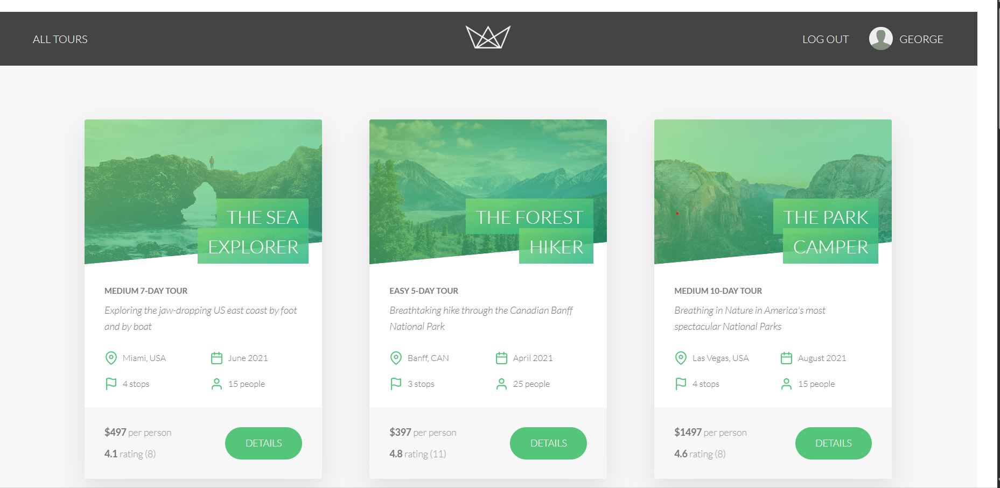 ALL TOURS
LOG OUT
GEORGE
THE SEA
EXPLORER
MEDIUM 7-DAY TOUR
Exploring the jaw-dropping US east coast by foot
and by boat
Miami, USA
June 2021
4 stops
15 people
$497 per person
4.1 rating (8)
DETAILS
THE FOREST
HIKER
EASY 5-DAY TOUR
Breathtaking hike through the Canadian Banff
National Park
Banff, CAN
April 2021
3 stops
25 people
$397 per person
4.8 rating (11)
DETAILS
THE PARK
CAMPER
MEDIUM 10-DAY TOUR
Breathing in Nature in America's most
spectacular National Parks
Las Vegas, USA
August 2021
4 stops
15 people
$1497 per person
4.6 rating (8)
DETAILS